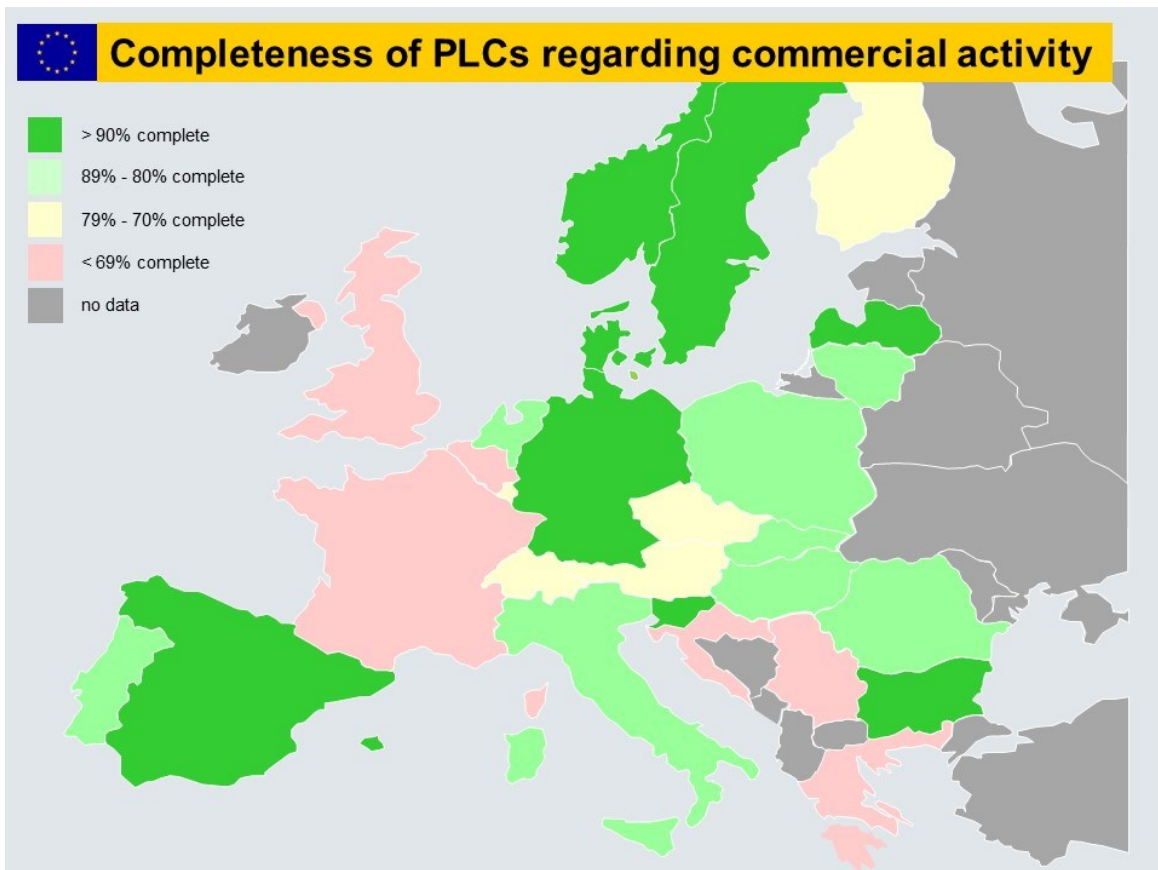 Completeness of PLCs regarding commercial activity
> 90% complete
89% - 80% complete
79% - 70% complete
< 69% complete
no data